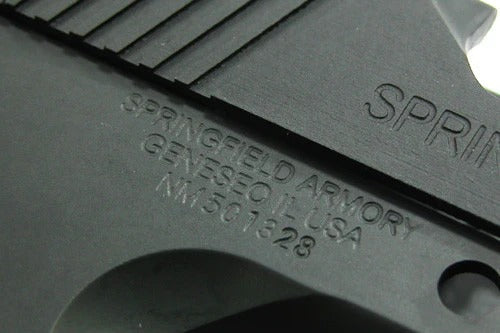 SPRIN
SPRINGFIELD ARMORY
GENESEO IL USA
NM501328